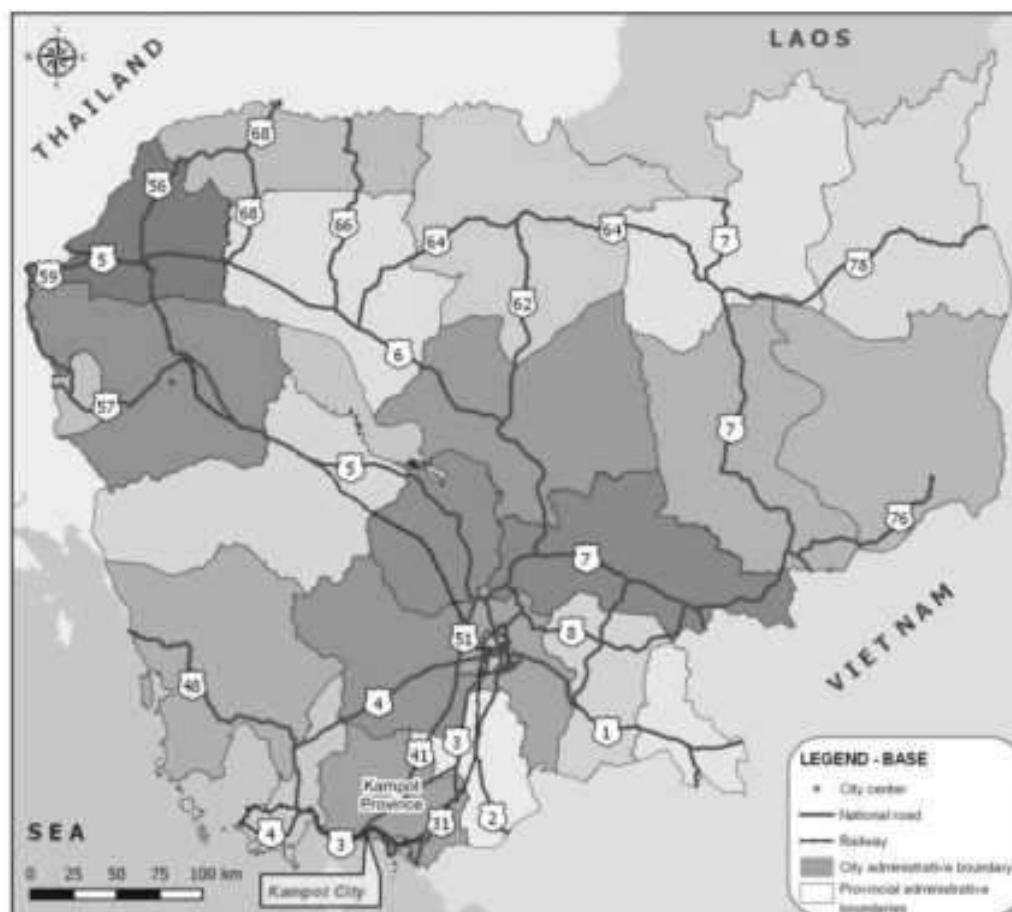 LAOS
THAILAND
68
56
68
66
64
64
7
5
59
78
62
6
57
7
5
76
7
VIETNAM
51
8
48
4
1
41
3
Kampot
Province
31
2
SEA
4
3
0 25 50 75 100 km
Kampot City
LEGEND - BASE
City center
National road
Railway
City administrative boundary
Provincial administrative
boundaries